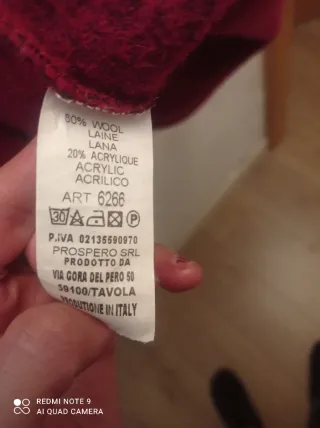 80% WOOL
LAINE
LANA
20% ACRYLIQUE
ACRYLIC
ACRILICO
ART 6266
30 P
P.IVA 02135590970
PROSPERO SRL
PRODOTTO DA
VIA GORA DEL PERO 50
59100/TAVOLA
PRODUTIONE IN ITALY
REDMI NOTE 9
AI QUAD CAMERA